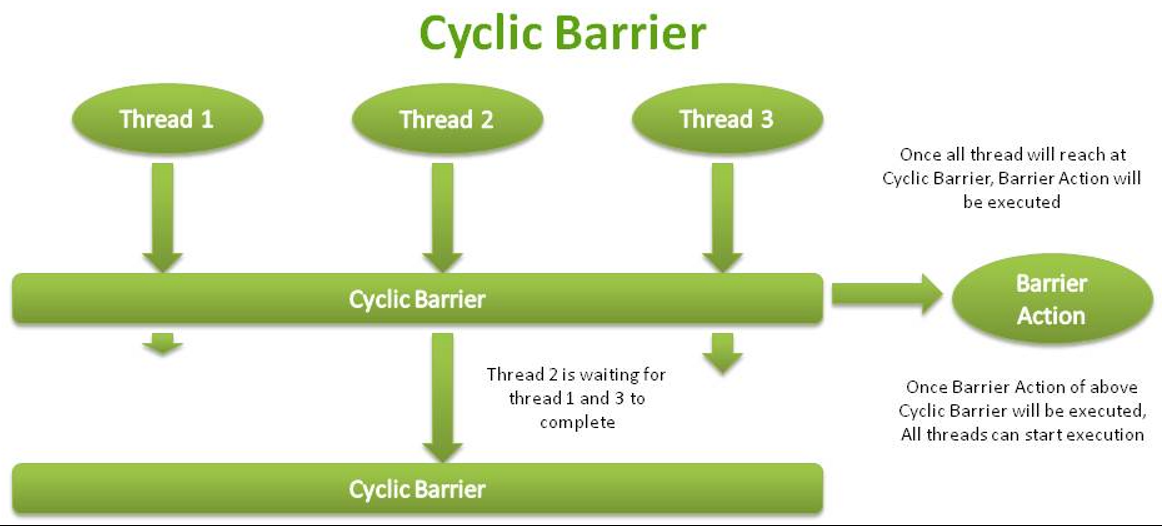 Cyclic Barrier
Thread 1
Thread 2
Thread 3
Once all thread will reach at
Cyclic Barrier, Barrier Action will
be executed
Cyclic Barrier
Barrier
Action
Thread 2 is waiting for
thread 1 and 3 to
complete
Once Barrier Action of above
Cyclic Barrier will be executed,
All threads can start execution
Cyclic Barrier